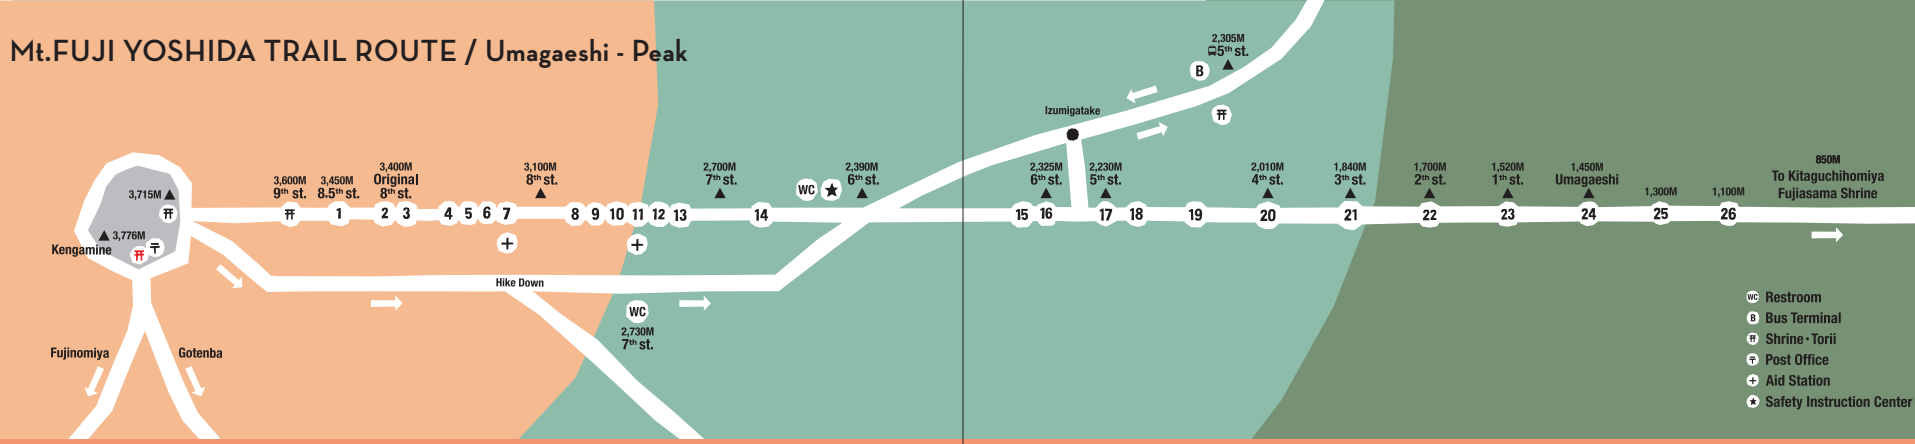 Mt.FUJI YOSHIDA TRAIL ROUTE / Umagaeshi - Peak
2,305M
5th st.
B
Izumigatake
3,715M
3,776M
Kengamine
3,600M
9th st.
3,450M
8.5th st.
3,400M
Original
8th st.
3,100M
8th st.
2,700M
7th st.
WC
2,390M
6th st.
2,325M
6th st.
2,230M
5th st.
2,010M
4th st.
1,840M
3th st.
1,700M
2th st.
1,520M
1th st.
1,450M
Umagaeshi
1,300M
1,100M
850M
To Kitaguchihomiya
Fujiasama Shrine
1 2 3 4 5 6 7 8 9 10 11 12 13 14 15 16 17 18 19 20 21 22 23 24 25 26
Hike Down
WC
2,730M
7th st.
Fujinomiya
Gotenba
WC Restroom
B Bus Terminal
Shrine・Torii
Post Office
Aid Station
Safety Instruction Center